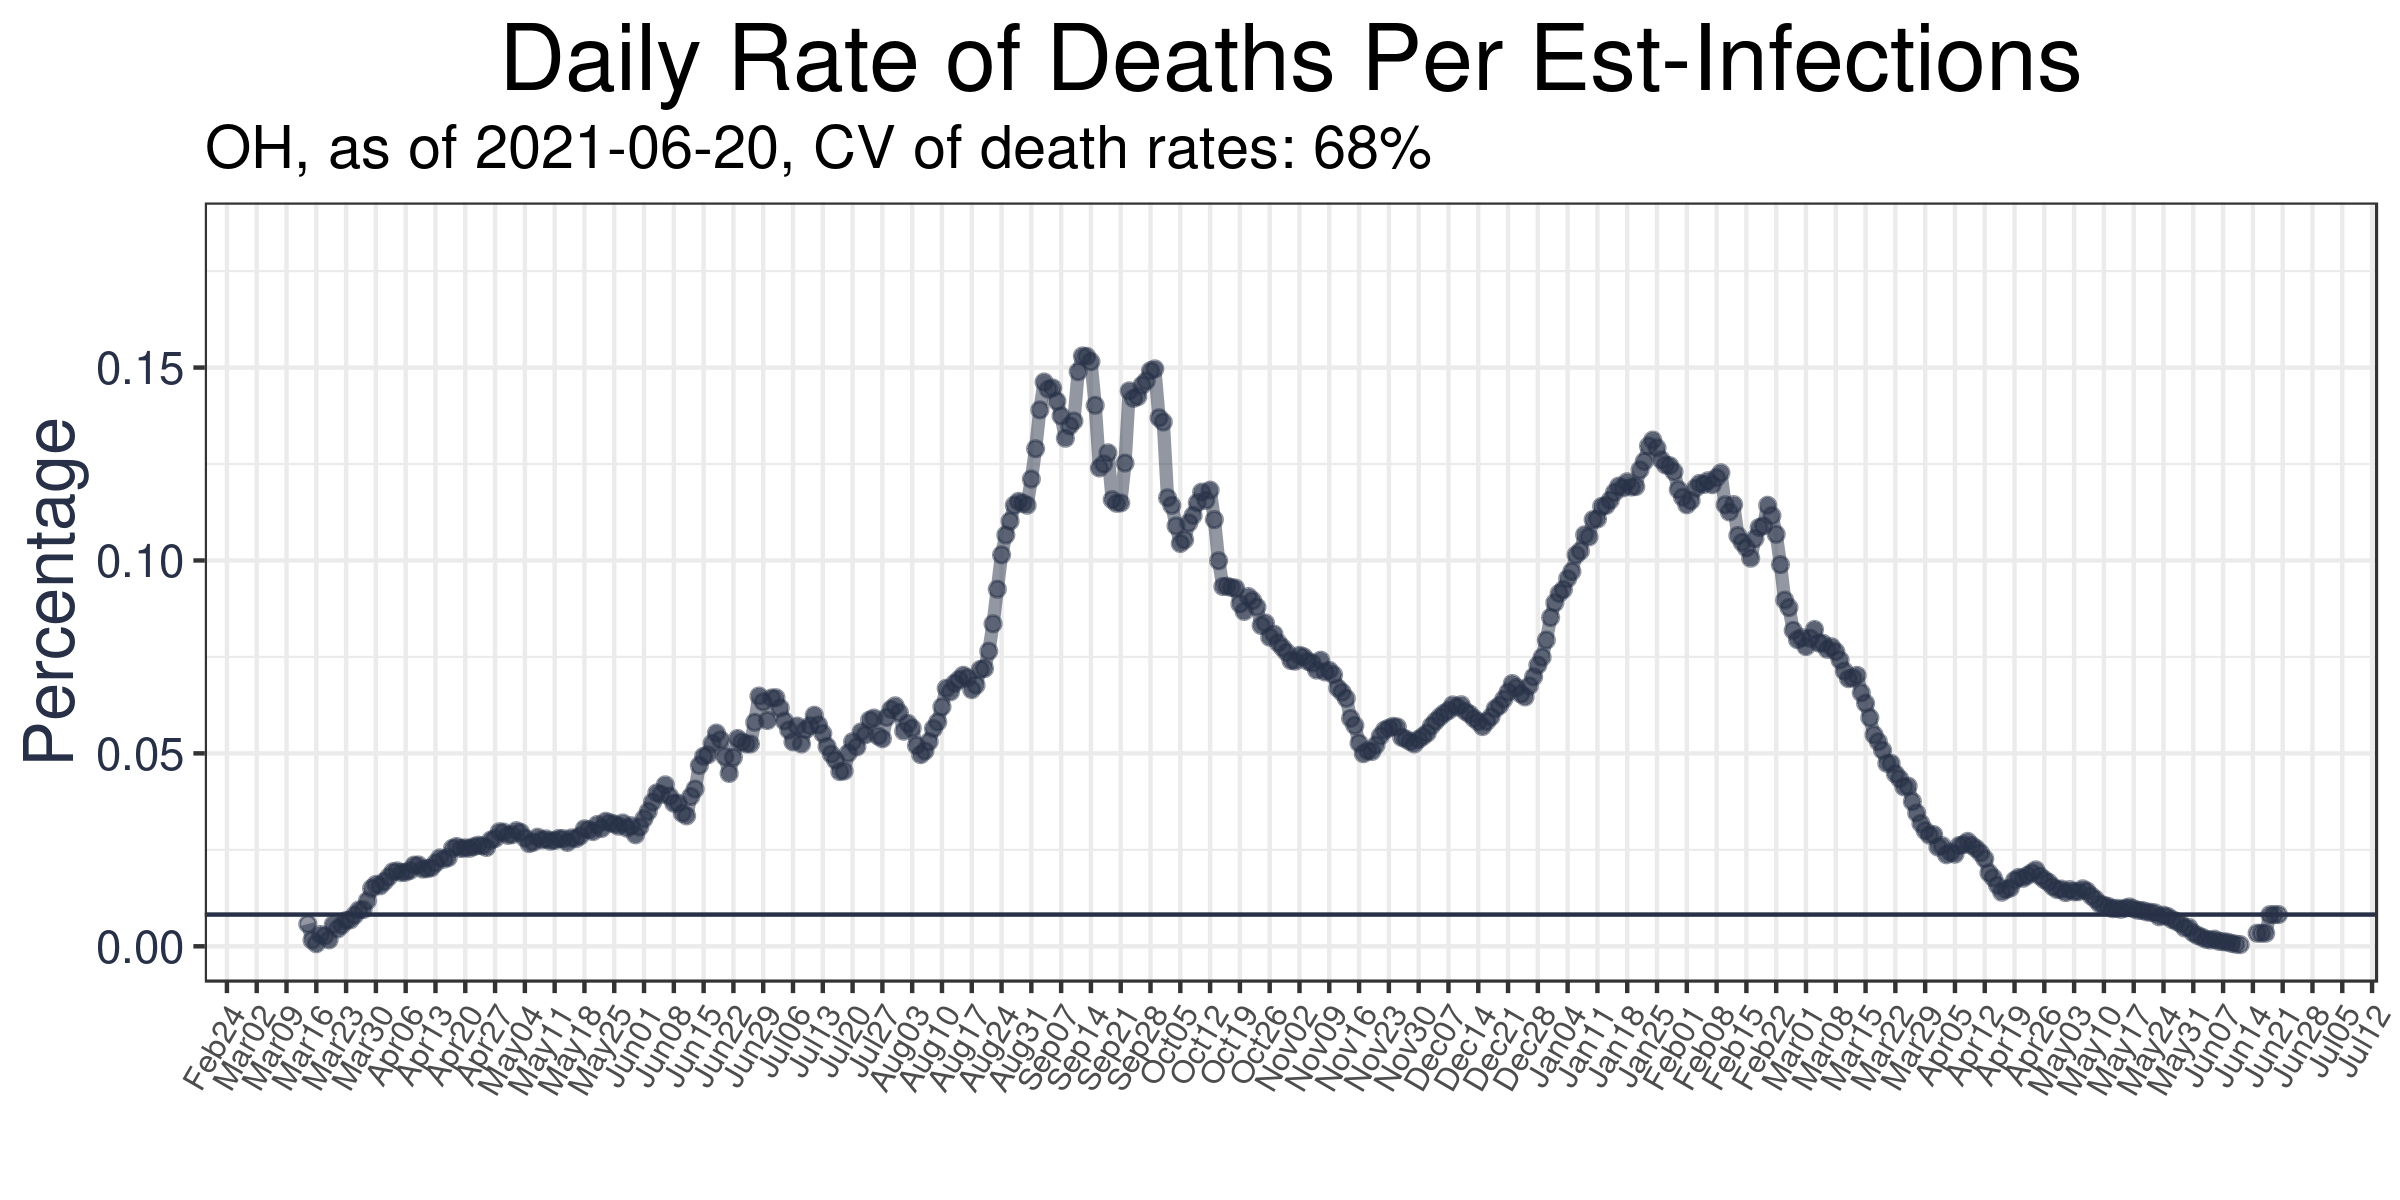 Daily Rate of Deaths Per Est-Infections
OH, as of 2021-06-20, CV of death rates: 68%
Percentage
0.15
0.10
0.05
0.00
Feb24
Mar02
Mar09
Mar16
Mar23
Mar30
Apr06
Apr13
Apr20
Apr27
May04
May11
May18
May25
Jun01
Jun08
Jun15
Jun22
Jun29
Jul06
Jul13
Jul20
Jul27
Aug03
Aug10
Aug17
Aug24
Aug31
Sep07
Sep14
Sep21
Sep28
Oct05
Oct12
Oct19
Oct26
Nov02
Nov09
Nov16
Nov23
Nov30
Dec07
Dec14
Dec21
Dec28
Jan04
Jan11
Jan18
Jan25
Feb01
Feb08
Feb15
Feb22
Mar01
Mar08
Mar15
Mar22
Mar29
Apr05
Apr12
Apr19
Apr26
May03
May10
May17
May24
May31
Jun07
Jun14
Jun21
Jun28
Jul05
Jul12